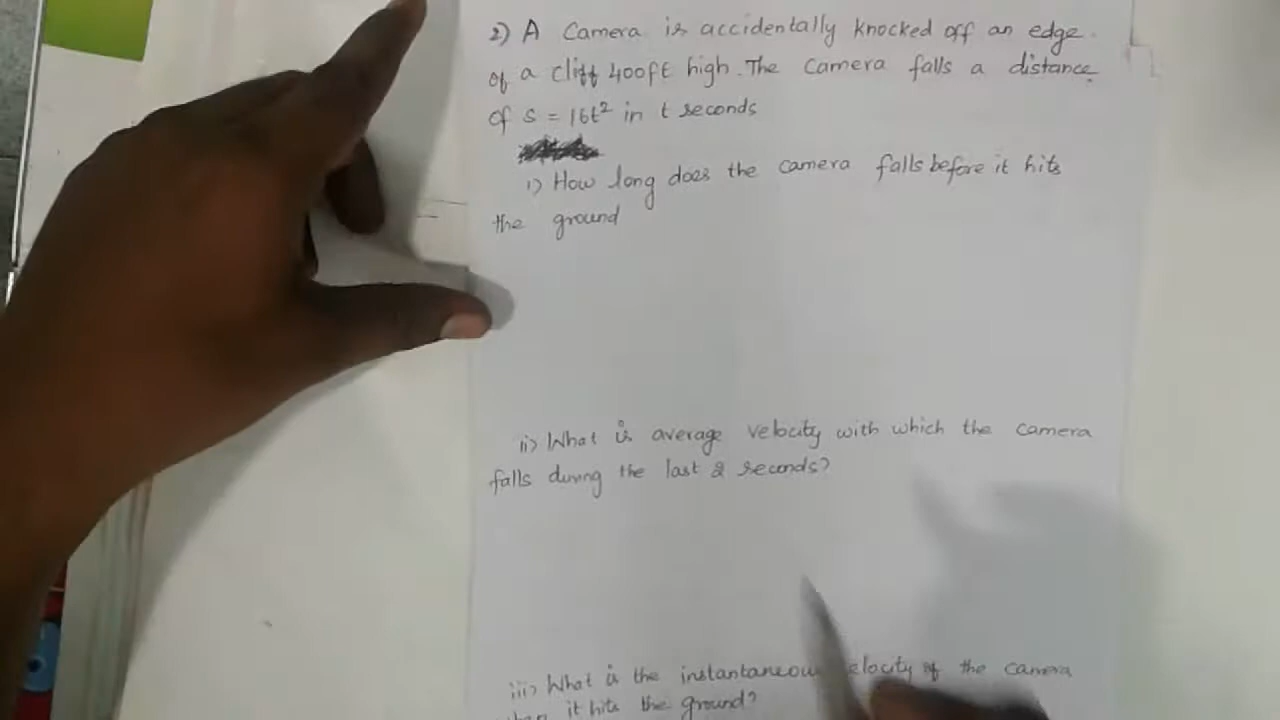 2) A Camera is accidentally knocked off an edge.
of a cliff 400ft high. The Camera falls a distance
of s = 16t² in t seconds
i) How long does the camera falls before it hits
the ground
ii) What is average velocity with which the camera
falls during the last 2 seconds?
iii) What is the instantaneous velocity of the camera
it hits the ground?